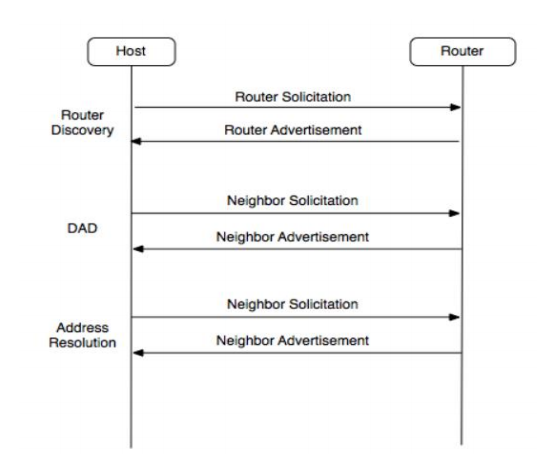 Host
Router
Router Solicitation
Router
Discovery
Router Advertisement
Neighbor Solicitation
DAD
Neighbor Advertisement
Neighbor Solicitation
Address
Resolution
Neighbor Advertisement